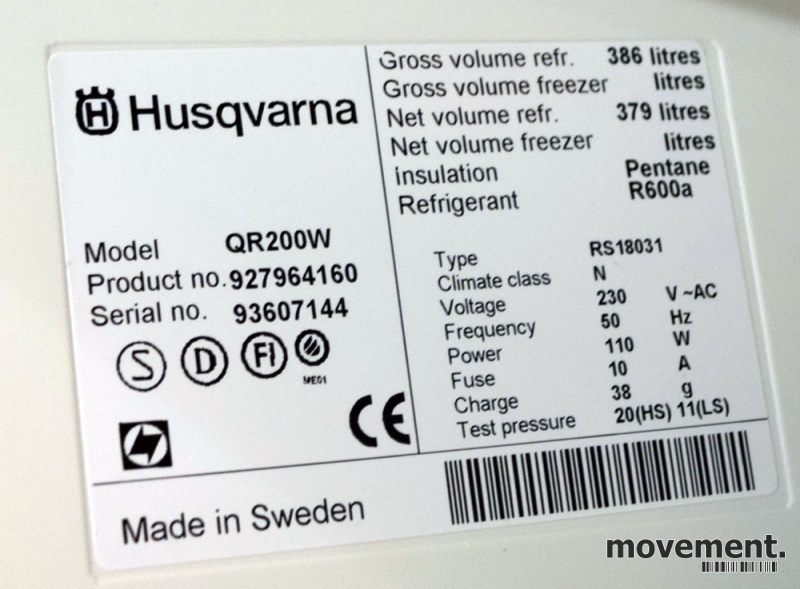 Husqvarna
Model QR200W
Product no. 927964160
Serial no. 93607144
S D FI
ME01
CE
Gross volume refr. 386 litres
Gross volume freezer litres
Net volume refr. 379 litres
Net volume freezer litres
Insulation Pentane
Refrigerant R600a
Type RS18031
Climate class N
Voltage 230 V ~AC
Frequency 50 Hz
Power 110 W
Fuse 10 A
Charge 38 g
Test pressure 20(HS) 11(LS)
Made in Sweden
movement.